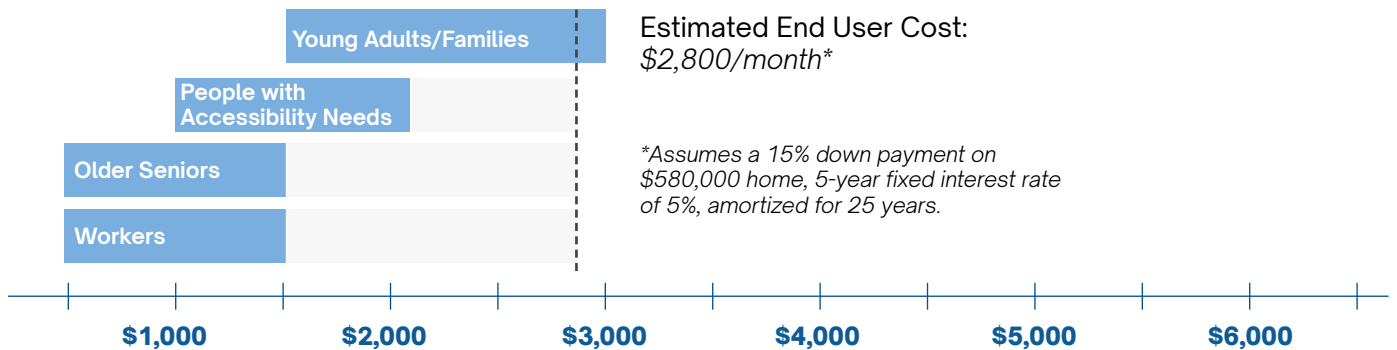 Young Adults/Families
Estimated End User Cost:
$2,800/month*
People with
Accessibility Needs
*Assumes a 15% down payment on
$580,000 home, 5-year fixed interest rate
of 5%, amortized for 25 years.
Older Seniors
Workers
$1,000 $2,000 $3,000 $4,000 $5,000 $6,000